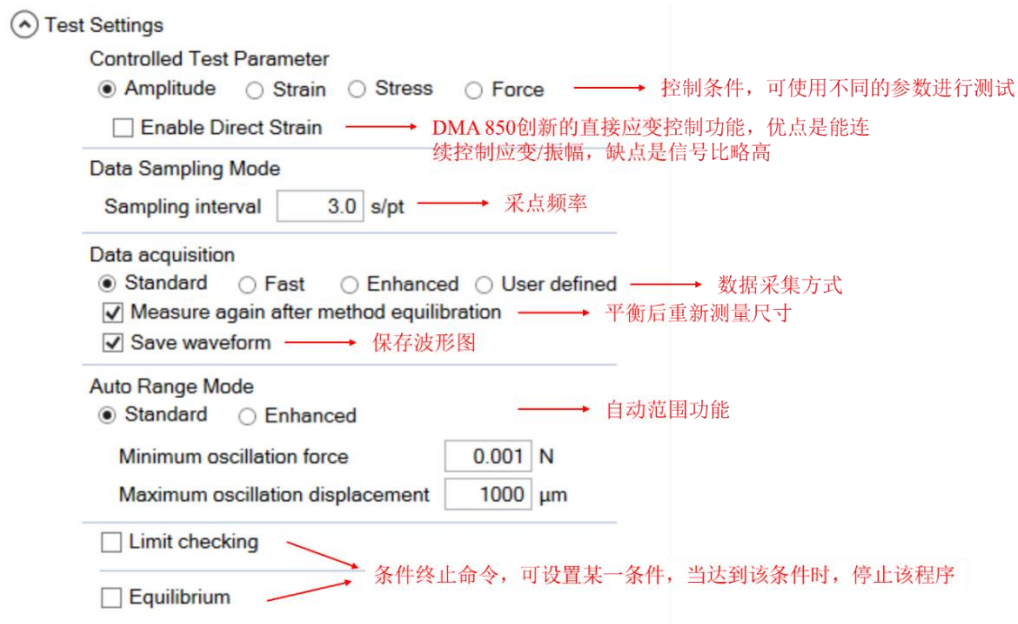 Test Settings
Controlled Test Parameter
Amplitude Strain Stress Force 控制条件，可使用不同的参数进行测试
Enable Direct Strain DMA 850创新的直接应变控制功能，优点是能连
续控制应变/振幅，缺点是信号比略高
Data Sampling Mode
Sampling interval 3.0 s/pt 采点频率
Data acquisition
Standard Fast Enhanced User defined 数据采集方式
Measure again after method equilibration 平衡后重新测量尺寸
Save waveform 保存波形图
Auto Range Mode
Standard Enhanced 自动范围功能
Minimum oscillation force 0.001 N
Maximum oscillation displacement 1000 μm
Limit checking
条件终止命令，可设置某一条件，当达到该条件时，停止该程序
Equilibrium